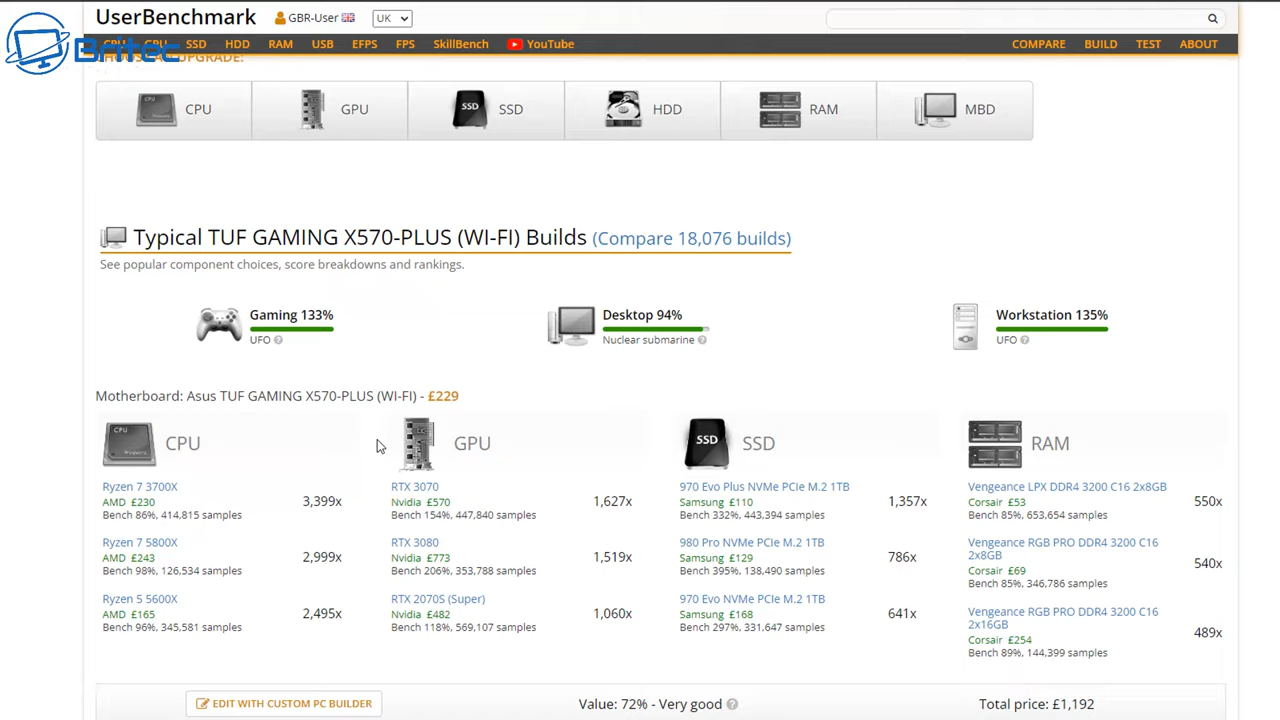 UserBenchmark GBR-User UK
Britec
CPU GPU SSD HDD RAM USB EFPS FPS SkillBench YouTube COMPARE BUILD TEST ABOUT
CHOOSE AN UPGRADE:
CPU GPU SSD HDD RAM MBD
Typical TUF GAMING X570-PLUS (WI-FI) Builds (Compare 18,076 builds)
See popular component choices, score breakdowns and rankings.
Gaming 133% Desktop 94% Workstation 135%
UFO Nuclear submarine UFO
Motherboard: Asus TUF GAMING X570-PLUS (WI-FI) - £229
CPU
Ryzen 7 3700X
AMD £230 3,399x
Bench 86%, 414,815 samples
Ryzen 7 5800X
AMD £243 2,999x
Bench 98%, 126,534 samples
Ryzen 5 5600X
AMD £165 2,495x
Bench 96%, 345,581 samples
GPU
RTX 3070
Nvidia £570 1,627x
Bench 154%, 447,840 samples
RTX 3080
Nvidia £773 1,519x
Bench 206%, 353,788 samples
RTX 2070S (Super)
Nvidia £482 1,060x
Bench 118%, 569,107 samples
SSD
970 Evo Plus NVMe PCIe M.2 1TB
Samsung £110 1,357x
Bench 332%, 443,394 samples
980 Pro NVMe PCIe M.2 1TB
Samsung £129 786x
Bench 395%, 138,490 samples
970 Evo NVMe PCIe M.2 1TB
Samsung £168 641x
Bench 297%, 331,647 samples
RAM
Vengeance LPX DDR4 3200 C16 2x8GB
Corsair £53 550x
Bench 85%, 653,654 samples
Vengeance RGB PRO DDR4 3200 C16
2x8GB
Corsair £69 540x
Bench 85%, 346,786 samples
Vengeance RGB PRO DDR4 3200 C16
2x16GB
Corsair £254 489x
Bench 89%, 144,399 samples
EDIT WITH CUSTOM PC BUILDER Value: 72% - Very good Total price: £1,192